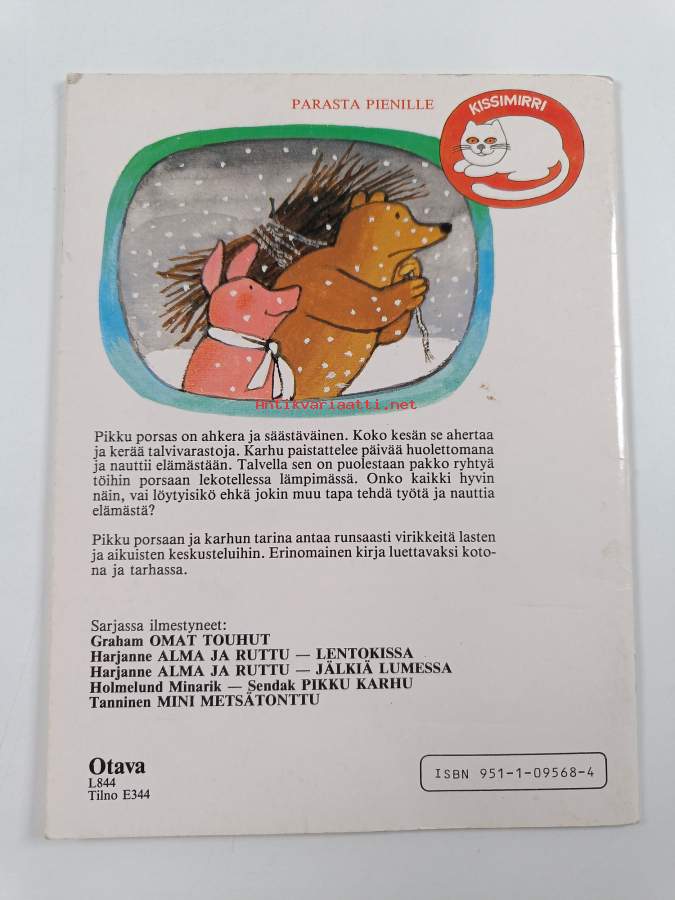 PARASTA PIENILLE
KISSIMIRRI
Antikvariaatti.net
Pikku porsas on ahkera ja säästäväinen. Koko kesän se ahertaa
ja kerää talvivarastoja. Karhu paistattelee päivää huolettomana
ja nauttii elämästään. Talvella sen on puolestaan pakko ryhtyä
töihin porsaan lekotellessa lämpimässä. Onko kaikki hyvin
näin, vai löytyisikö ehkä jokin muu tapa tehdä työtä ja nauttia
elämästä?
Pikku porsaan ja karhun tarina antaa runsaasti virikkeitä lasten
ja aikuisten keskusteluihin. Erinomainen kirja luettavaksi koto-
na ja tarhassa.
Sarjassa ilmestyneet:
Graham OMAT TOUHUT
Harjanne ALMA JA RUTTU — LENTOKISSA
Harjanne ALMA JA RUTTU — JÄLKIÄ LUMESSA
Holmelund Minarik — Sendak PIKKU KARHU
Tanninen MINI METSÄTONTTU
Otava
L844
Tilno E344
ISBN 951-1-09568-4